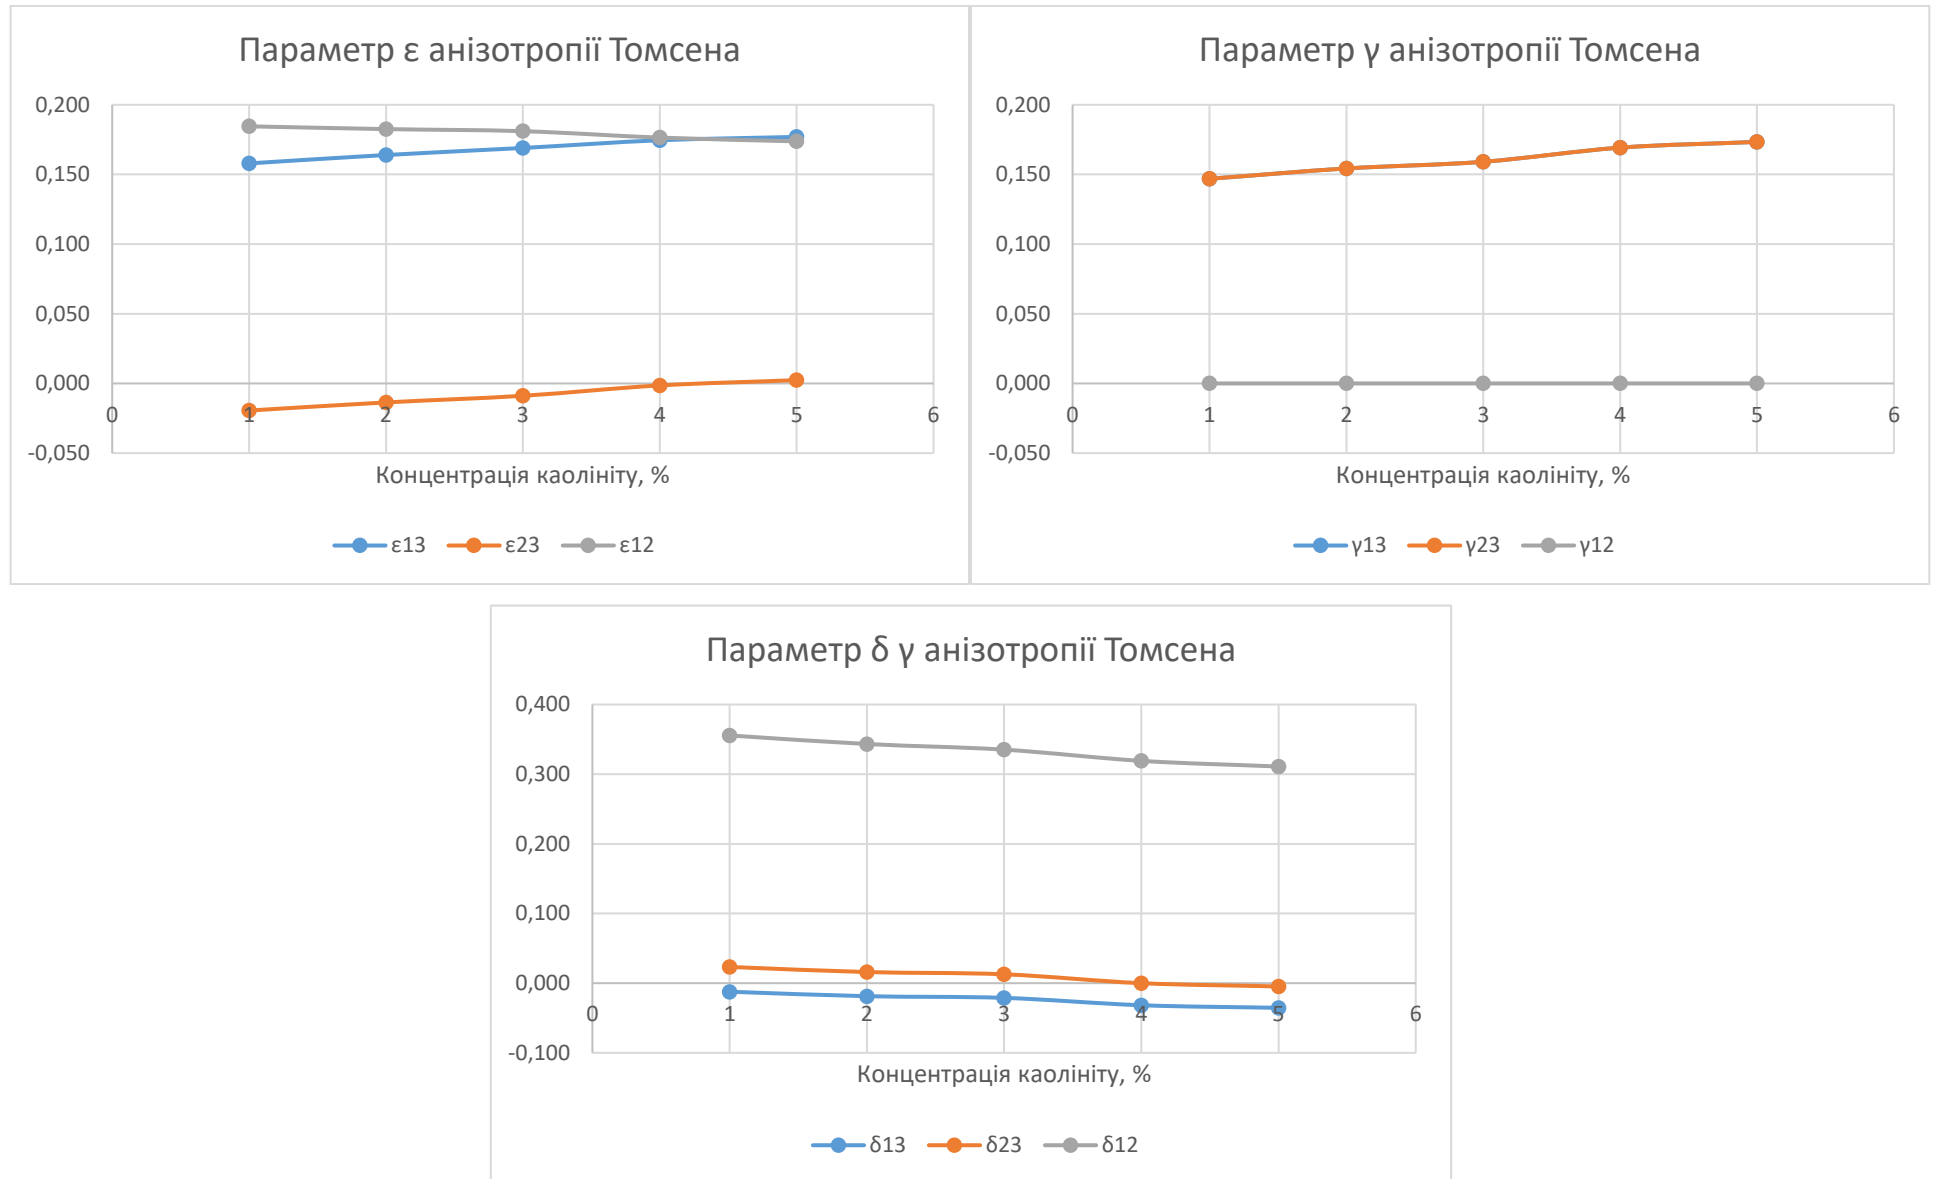 Параметр ε анізотропії Томсена
0,200
0,150
0,100
0,050
0,000
-0,050
0 1 2 3 4 5 6
Концентрація каолініту, %
ε13 ε23 ε12
Параметр γ анізотропії Томсена
0,200
0,150
0,100
0,050
0,000
-0,050
0 1 2 3 4 5 6
Концентрація каолініту, %
γ13 γ23 γ12
Параметр δ γ анізотропії Томсена
0,400
0,300
0,200
0,100
0,000
-0,100
0 1 2 3 4 5 6
Концентрація каолініту, %
δ13 δ23 δ12